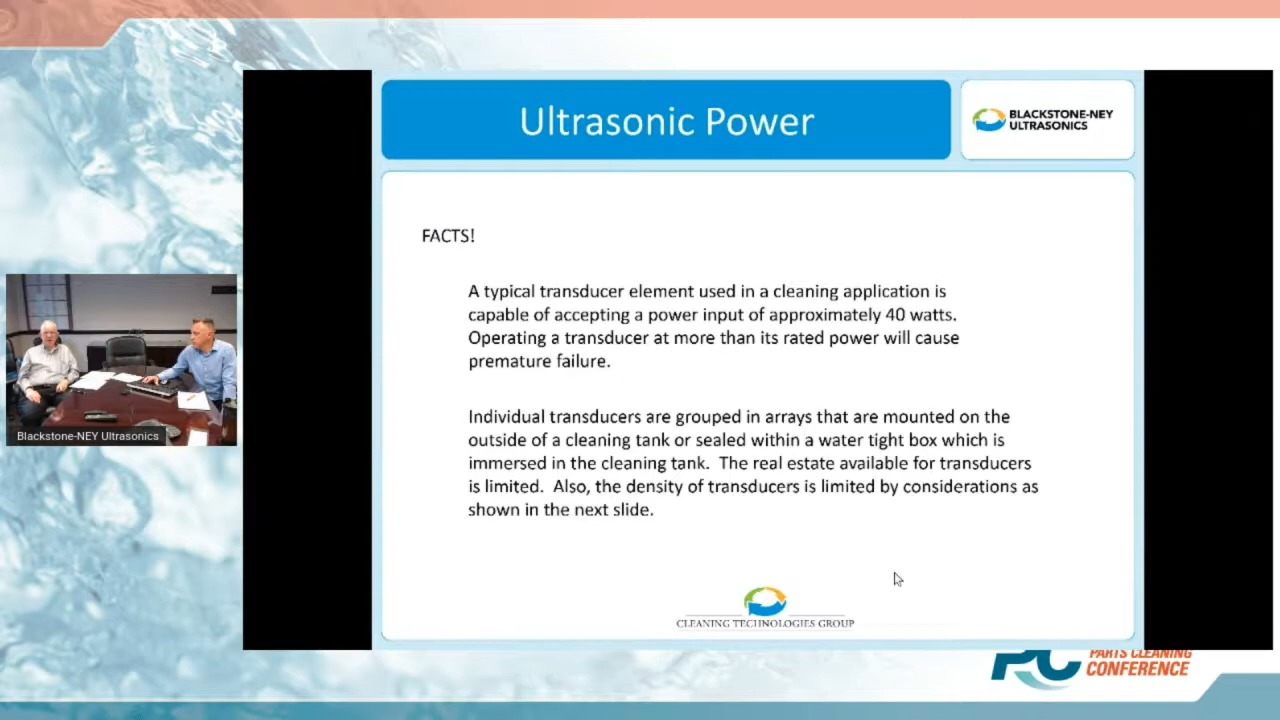 Ultrasonic Power
BLACKSTONE-NEY
ULTRASONICS
FACTS!
A typical transducer element used in a cleaning application is
capable of accepting a power input of approximately 40 watts.
Operating a transducer at more than its rated power will cause
premature failure.
Individual transducers are grouped in arrays that are mounted on the
outside of a cleaning tank or sealed within a water tight box which is
immersed in the cleaning tank. The real estate available for transducers
is limited. Also, the density of transducers is limited by considerations as
shown in the next slide.
Blackstone-NEY Ultrasonics
CLEANING TECHNOLOGIES GROUP
PC PARTS CLEANING
CONFERENCE